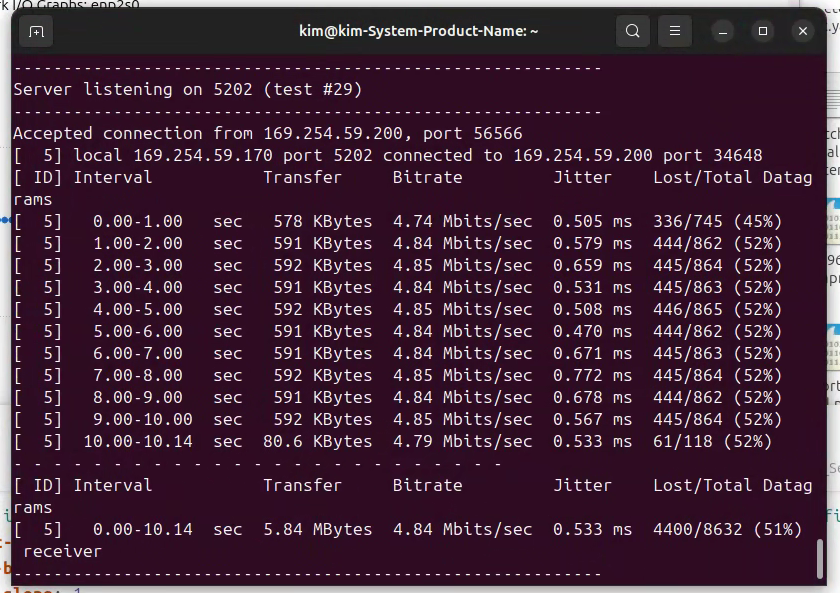 rk I/O Graphs: enp2s0
kim@kim-System-Product-Name: ~
------------------------------------------------------------
Server listening on 5202 (test #29)
------------------------------------------------------------
Accepted connection from 169.254.59.200, port 56566
[  5] local 169.254.59.170 port 5202 connected to 169.254.59.200 port 34648
[ ID] Interval           Transfer     Bitrate         Jitter    Lost/Total Datag
rams
[  5]   0.00-1.00   sec   578 KBytes  4.74 Mbits/sec  0.505 ms  336/745 (45%)
[  5]   1.00-2.00   sec   591 KBytes  4.84 Mbits/sec  0.579 ms  444/862 (52%)
[  5]   2.00-3.00   sec   592 KBytes  4.85 Mbits/sec  0.659 ms  445/864 (52%)
[  5]   3.00-4.00   sec   591 KBytes  4.84 Mbits/sec  0.531 ms  445/863 (52%)
[  5]   4.00-5.00   sec   592 KBytes  4.85 Mbits/sec  0.508 ms  446/865 (52%)
[  5]   5.00-6.00   sec   591 KBytes  4.84 Mbits/sec  0.470 ms  444/862 (52%)
[  5]   6.00-7.00   sec   591 KBytes  4.84 Mbits/sec  0.671 ms  445/863 (52%)
[  5]   7.00-8.00   sec   592 KBytes  4.85 Mbits/sec  0.772 ms  445/864 (52%)
[  5]   8.00-9.00   sec   591 KBytes  4.84 Mbits/sec  0.678 ms  444/862 (52%)
[  5]   9.00-10.00  sec   592 KBytes  4.85 Mbits/sec  0.567 ms  445/864 (52%)
[  5]  10.00-10.14  sec  80.6 KBytes  4.79 Mbits/sec  0.533 ms  61/118 (52%)
- - - - - - - - - - - - - - - - - - - - - - - - -
[ ID] Interval           Transfer     Bitrate         Jitter    Lost/Total Datag
rams
[  5]   0.00-10.14  sec  5.84 MBytes  4.84 Mbits/sec  0.533 ms  4400/8632 (51%)
 receiver
------------------------------------------------------------